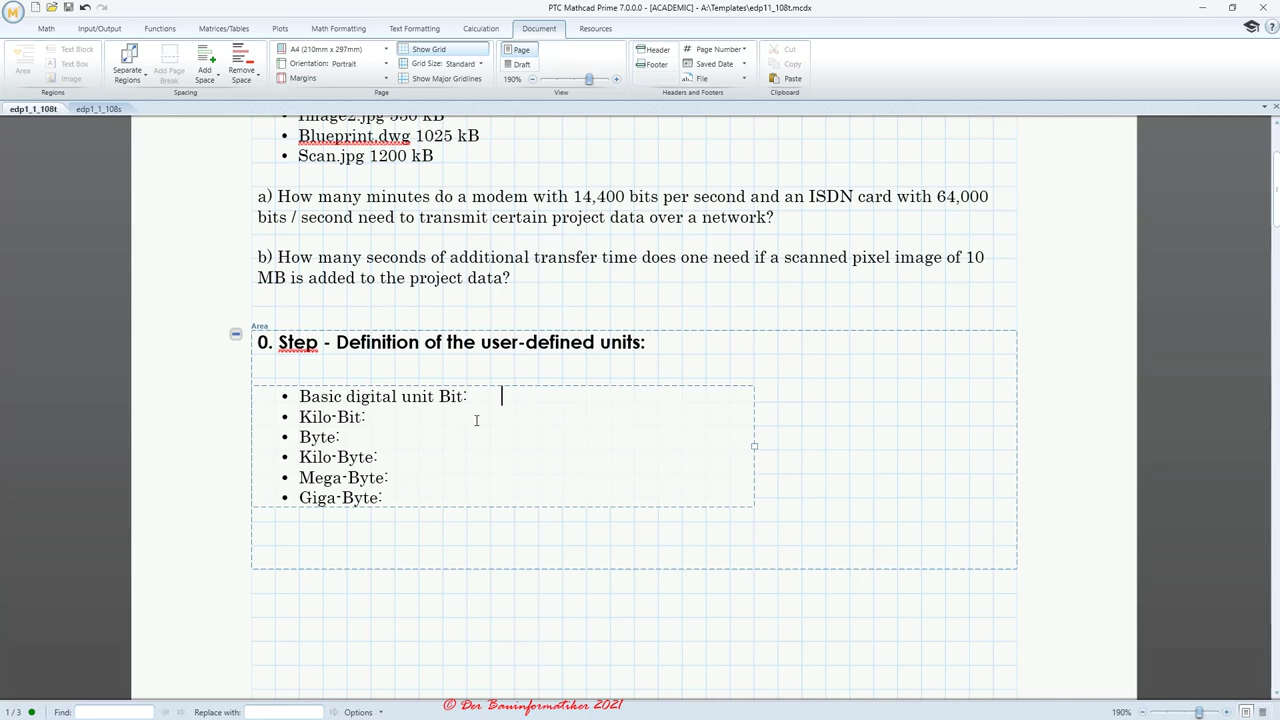 PTC Mathcad Prime 7.0.0.0 - [ACADEMIC] - A:\Templates\edp11_108t.mcdx
Math Input/Output Functions Matrices/Tables Plots Math Formatting Text Formatting Calculation Document Resources
Area
Text Block
Text Box
Image
Regions
Separate Regions
Add Page Break
Add Space
Remove Space
Spacing
A4 (210mm x 297mm)
Orientation: Portrait
Margins
Show Grid
Grid Size: Standard
Show Major Gridlines
Page
Page
Draft
190%
View
Header
Footer
Page Number
Saved Date
File
Headers and Footers
Cut
Copy
Paste
Clipboard
edp1_1_108t edp1_1_108s
• Image2.jpg 550 kB
• Blueprint.dwg 1025 kB
• Scan.jpg 1200 kB
a) How many minutes do a modem with 14,400 bits per second and an ISDN card with 64,000
bits / second need to transmit certain project data over a network?
b) How many seconds of additional transfer time does one need if a scanned pixel image of 10
MB is added to the project data?
Area
0. Step - Definition of the user-defined units:
• Basic digital unit Bit:
• Kilo-Bit:
• Byte:
• Kilo-Byte:
• Mega-Byte:
• Giga-Byte:
© Der Bauinformatiker 2021
1 / 3 Find: Replace with: Options 190%